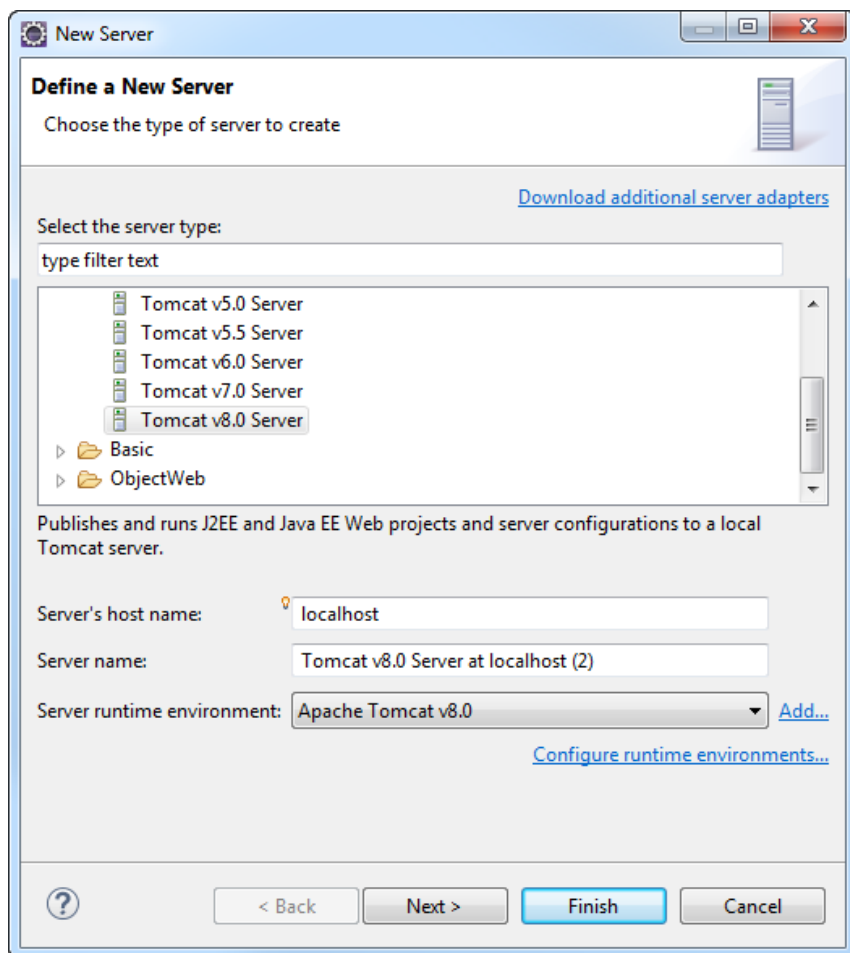 New Server
Define a New Server
Choose the type of server to create
Download additional server adapters
Select the server type:
type filter text
Tomcat v5.0 Server
Tomcat v5.5 Server
Tomcat v6.0 Server
Tomcat v7.0 Server
Tomcat v8.0 Server
Basic
ObjectWeb
Publishes and runs J2EE and Java EE Web projects and server configurations to a local
Tomcat server.
Server's host name: localhost
Server name: Tomcat v8.0 Server at localhost (2)
Server runtime environment: Apache Tomcat v8.0 Add...
Configure runtime environments...
? < Back Next > Finish Cancel